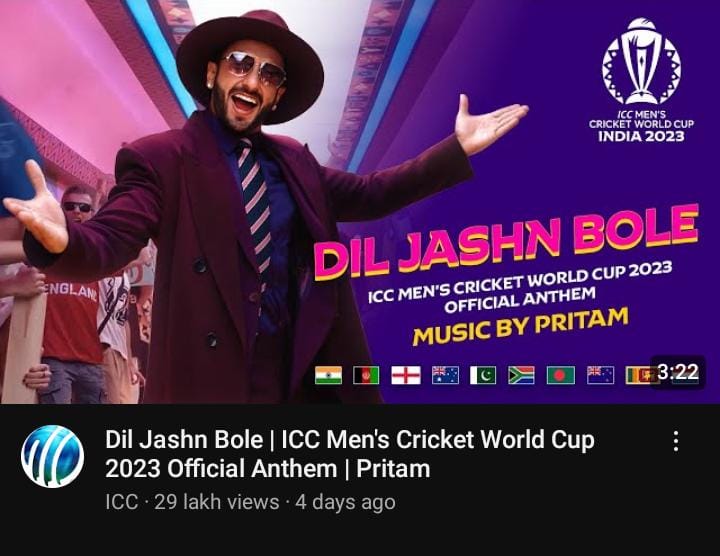 ICC MEN'S
CRICKET WORLD CUP
INDIA 2023
DIL JASHN BOLE
ICC MEN'S CRICKET WORLD CUP 2023
OFFICIAL ANTHEM
MUSIC BY PRITAM
ENGLAN
3:22
Dil Jashn Bole | ICC Men's Cricket World Cup
2023 Official Anthem | Pritam
ICC · 29 lakh views · 4 days ago